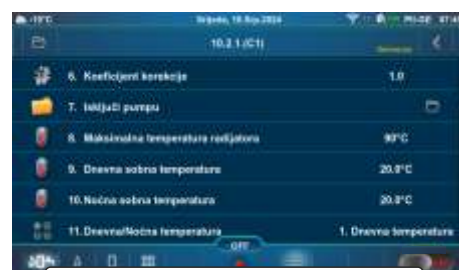 10.2.1.(C1)
6. Koeficijent korekcije 1.0
7. Isključi pumpu
8. Maksimalna temperatura radijatora 90°C
9. Dnevna sobna temperatura 20.0°C
10. Noćna sobna temperatura 20.0°C
11. Dnevna/Noćna temperatura 1. Dnevna temperatura
OFF